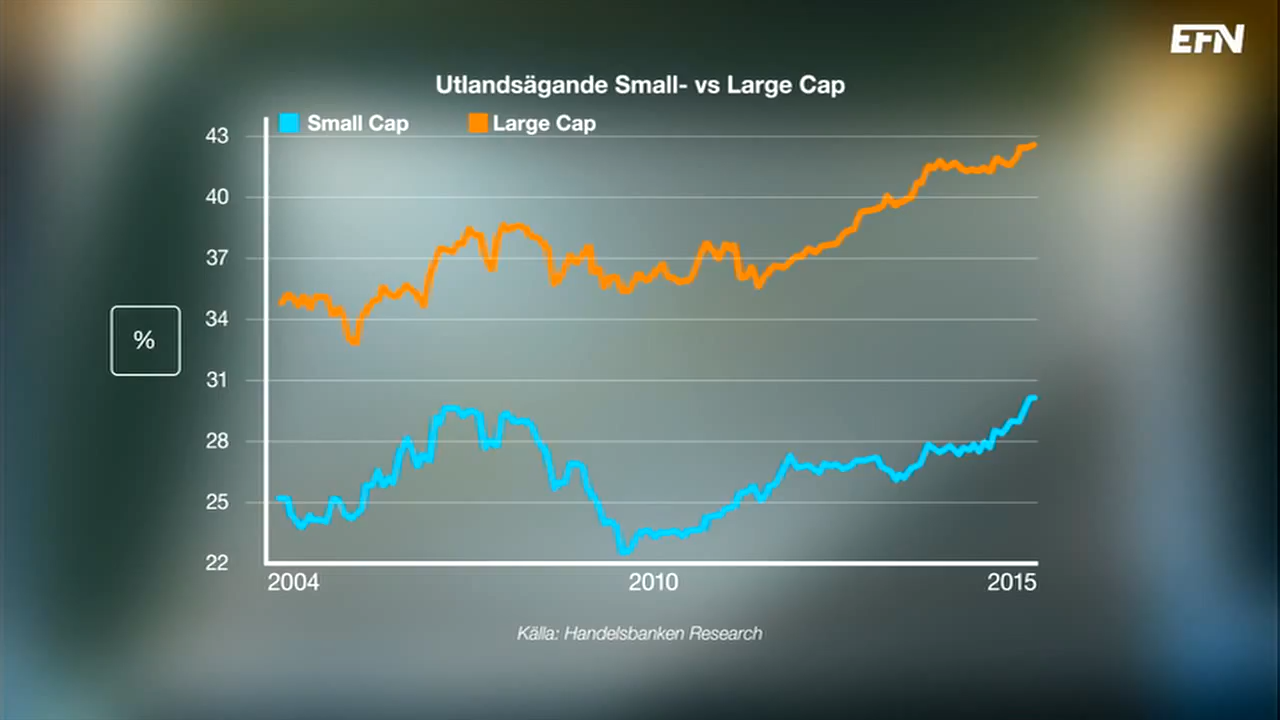 EFN
Utlandsägande Small- vs Large Cap
Small Cap Large Cap
43
40
37
34
%
31
28
25
22
2004 2010 2015
Källa: Handelsbanken Research